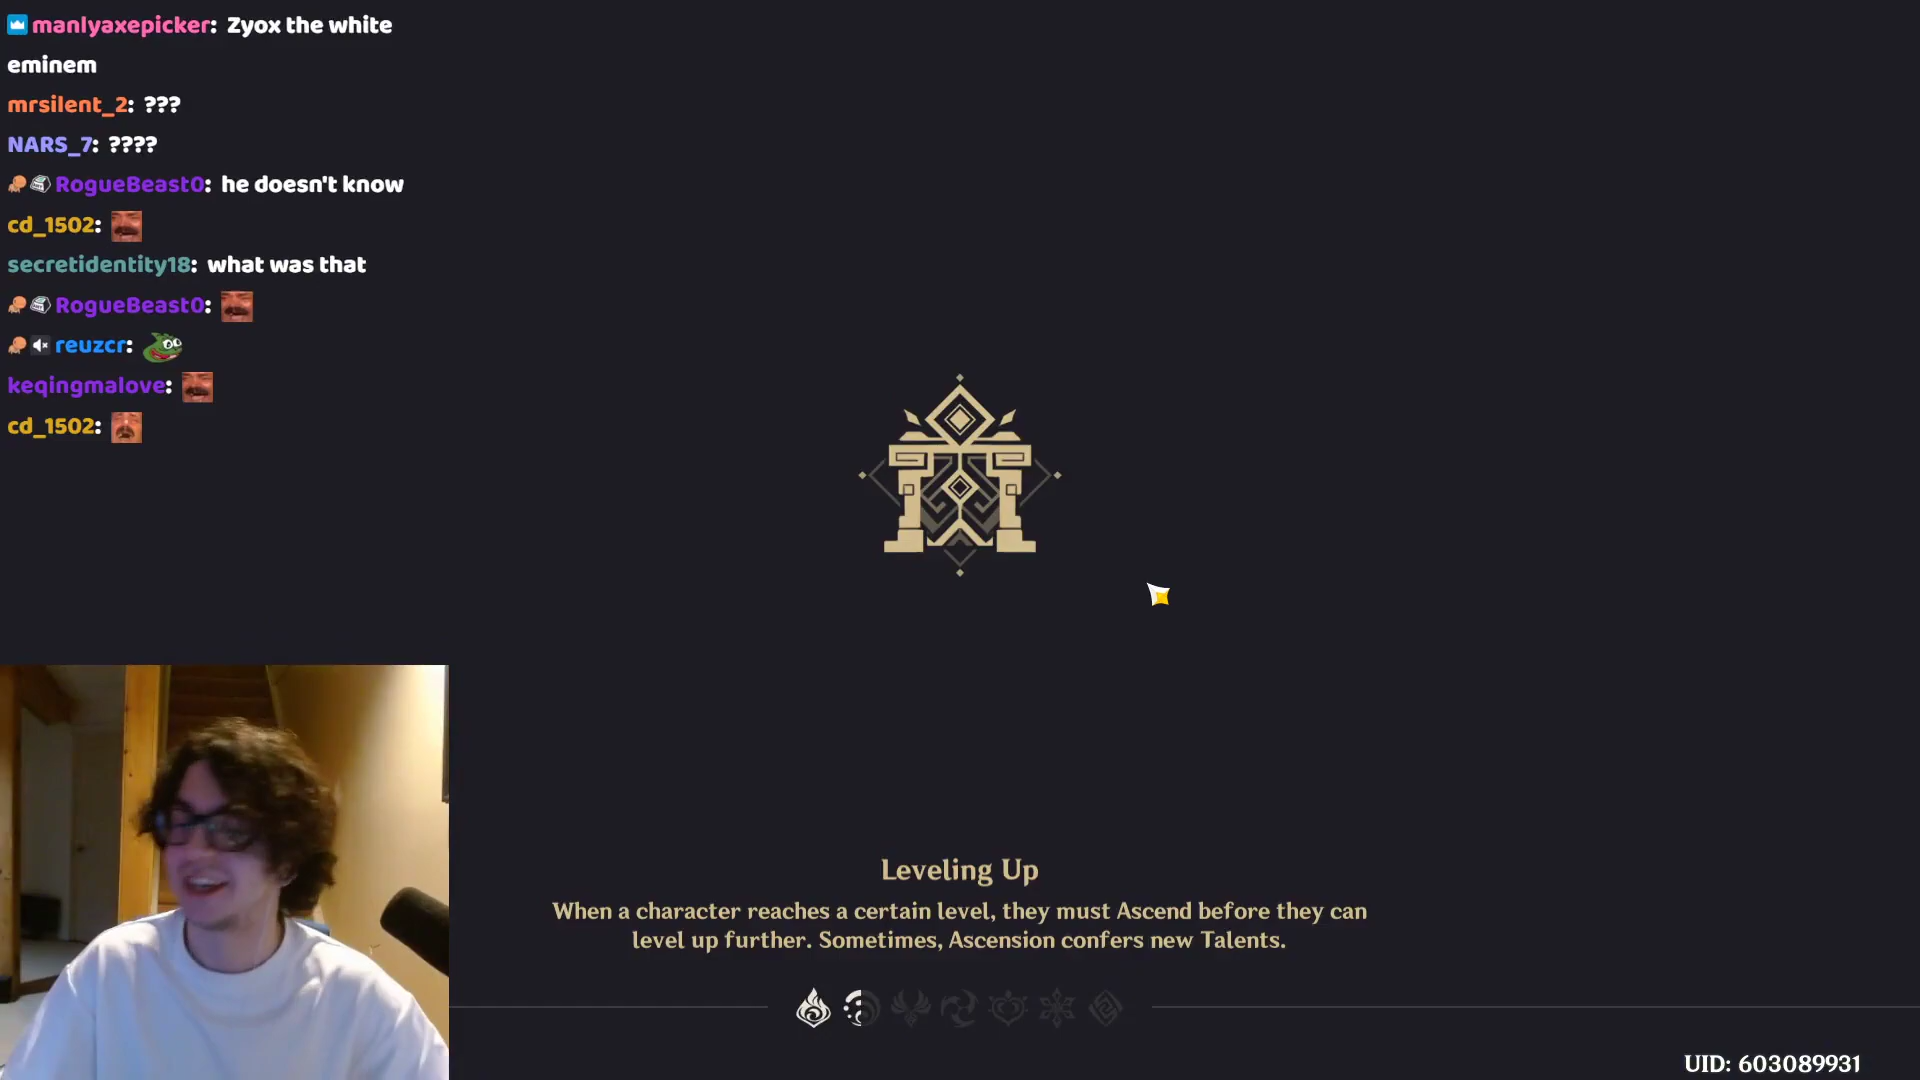 manlyaxepicker: Zyox the white
eminem
mrsilent_2: ???
NARS_7: ????
RogueBeast0: he doesn't know
cd_1502:
secretidentity18: what was that
RogueBeast0:
reuzcr:
keqingmalove:
cd_1502:
Leveling Up
When a character reaches a certain level, they must Ascend before they can
level up further. Sometimes, Ascension confers new Talents.
UID: 603089931